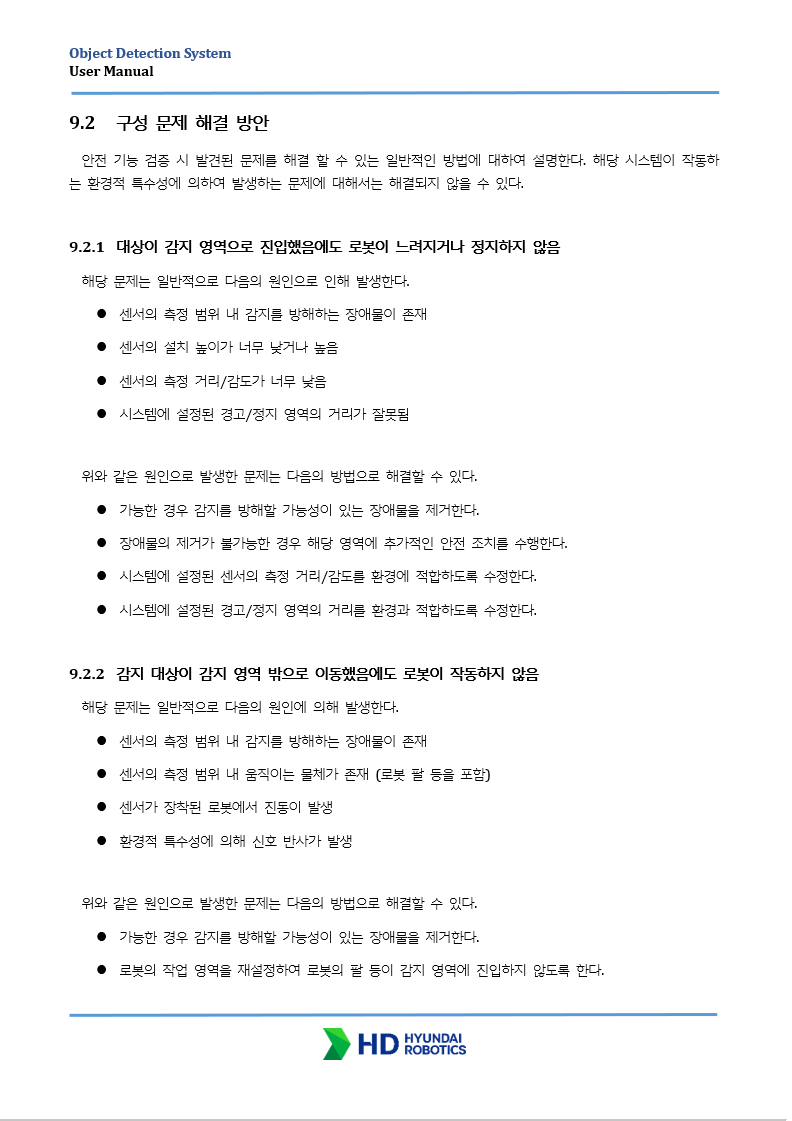 Object Detection System
User Manual
9.2 구성 문제 해결 방안
안전 기능 검증 시 발견된 문제를 해결 할 수 있는 일반적인 방법에 대하여 설명한다. 해당 시스템이 작동하
는 환경적 특수성에 의하여 발생하는 문제에 대해서는 해결되지 않을 수 있다.
9.2.1 대상이 감지 영역으로 진입했음에도 로봇이 느려지거나 정지하지 않음
해당 문제는 일반적으로 다음의 원인으로 인해 발생한다.
● 센서의 측정 범위 내 감지를 방해하는 장애물이 존재
● 센서의 설치 높이가 너무 낮거나 높음
● 센서의 측정 거리/감도가 너무 낮음
● 시스템에 설정된 경고/정지 영역의 거리가 잘못됨
위와 같은 원인으로 발생한 문제는 다음의 방법으로 해결할 수 있다.
● 가능한 경우 감지를 방해할 가능성이 있는 장애물을 제거한다.
● 장애물의 제거가 불가능한 경우 해당 영역에 추가적인 안전 조치를 수행한다.
● 시스템에 설정된 센서의 측정 거리/감도를 환경에 적합하도록 수정한다.
● 시스템에 설정된 경고/정지 영역의 거리를 환경과 적합하도록 수정한다.
9.2.2 감지 대상이 감지 영역 밖으로 이동했음에도 로봇이 작동하지 않음
해당 문제는 일반적으로 다음의 원인에 의해 발생한다.
● 센서의 측정 범위 내 감지를 방해하는 장애물이 존재
● 센서의 측정 범위 내 움직이는 물체가 존재 (로봇 팔 등을 포함)
● 센서가 장착된 로봇에서 진동이 발생
● 환경적 특수성에 의해 신호 반사가 발생
위와 같은 원인으로 발생한 문제는 다음의 방법으로 해결할 수 있다.
● 가능한 경우 감지를 방해할 가능성이 있는 장애물을 제거한다.
● 로봇의 작업 영역을 재설정하여 로봇의 팔 등이 감지 영역에 진입하지 않도록 한다.
HD HYUNDAI
ROBOTICS